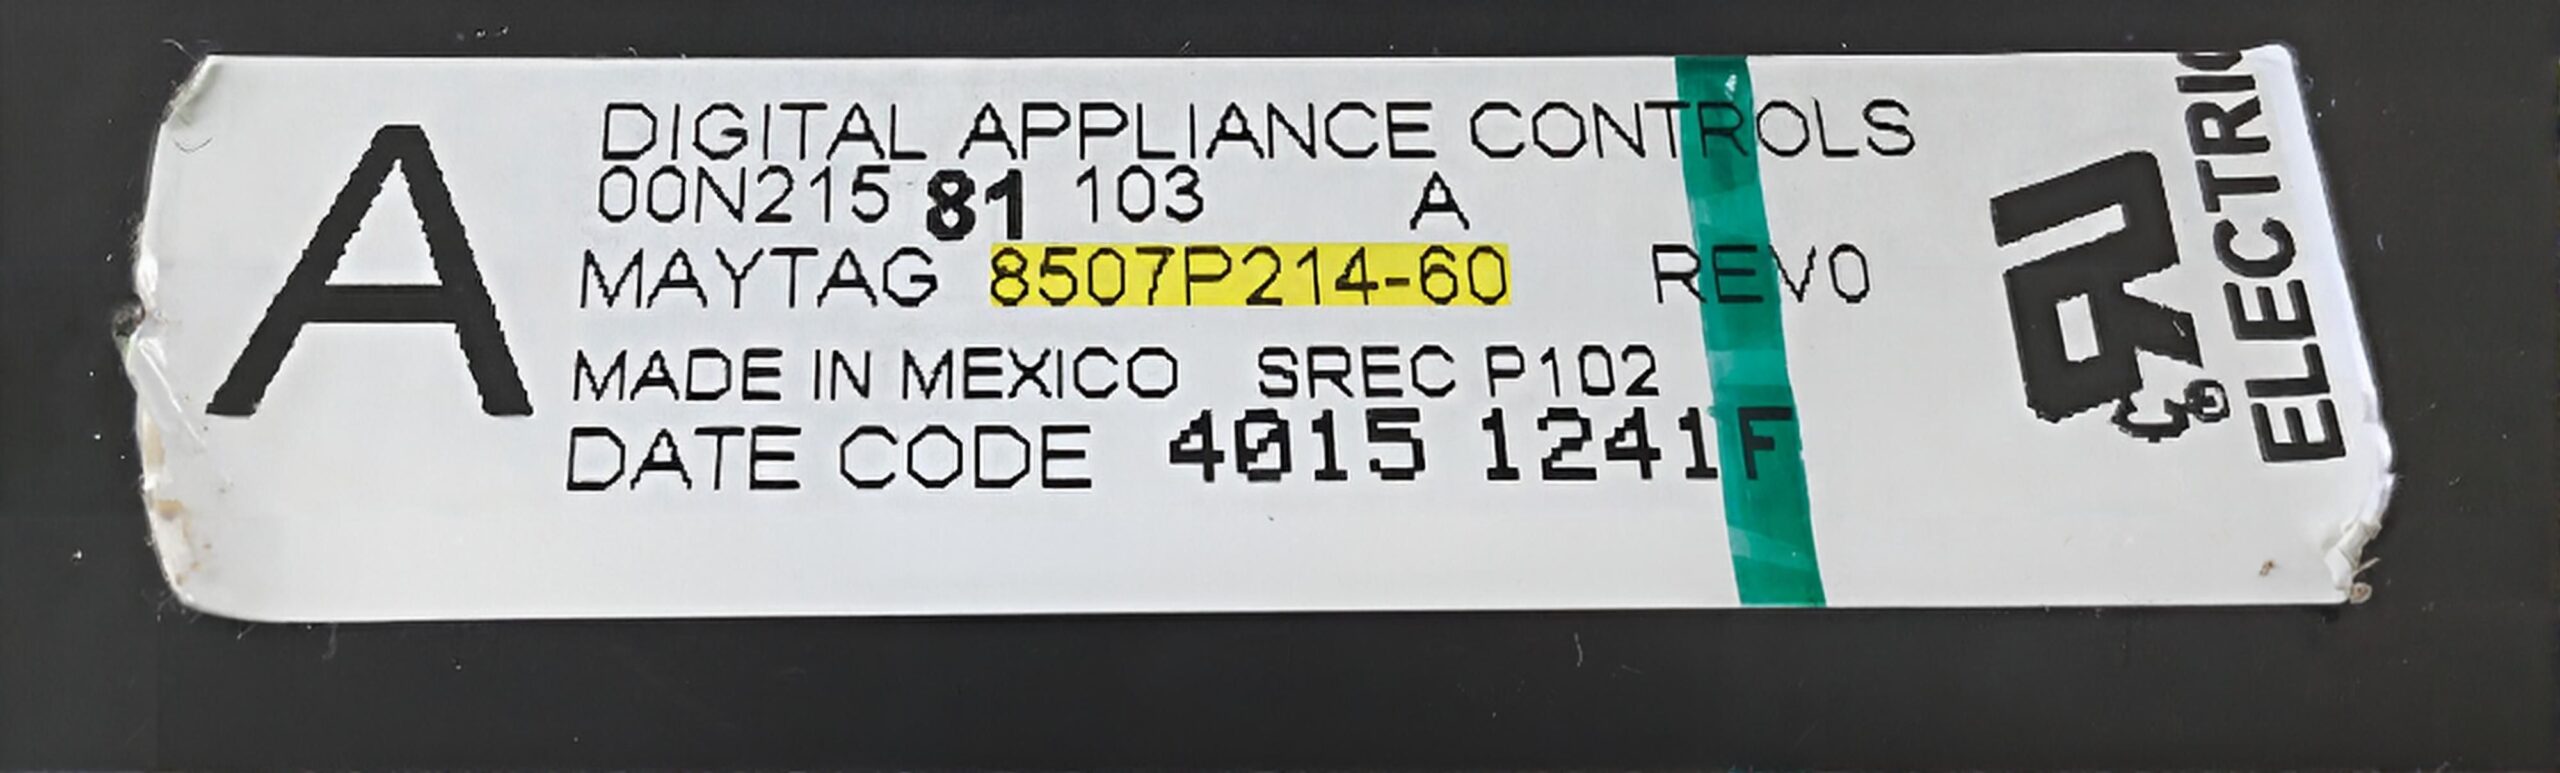 A
DIGITAL APPLIANCE CONTROLS
00N215 81 103 A
MAYTAG 8507P214-60 REV0
MADE IN MEXICO SREC P102
DATE CODE 4015 1241F